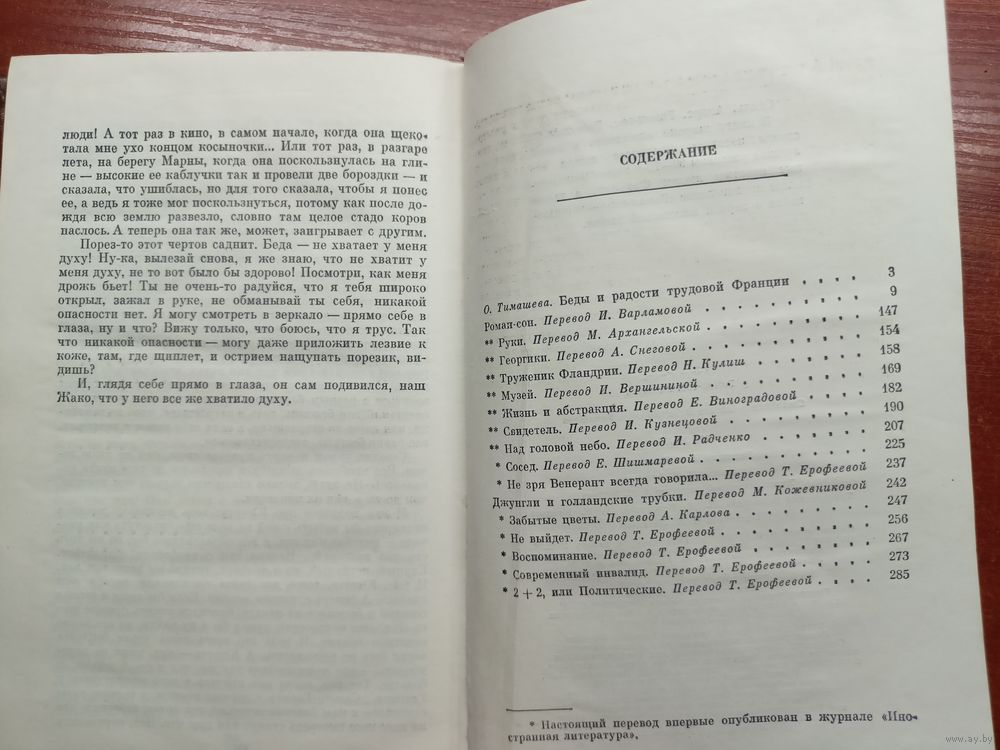 люди! А тот раз в кино, в самом начале, когда она щеко-
тала мне ухо концом косыночки... Или тот раз, в разгаре
лета, на берегу Марны, когда она поскользнулась на гли-
не — высокие ее каблучки так и провели две бороздки — и
сказала, что ушиблась, но для того сказала, чтобы я понес
ее, а ведь я тоже мог поскользнуться, потому как после до-
ждя всю землю развезло, словно там целое стадо коров
наслось. А теперь она так же, может, заигрывает с другим.
Порез-то этот чертов саднит. Беда — не хватает у меня
духу! Ну-ка, вылезай снова, я же знаю, что не хватит у
меня духу, не то вот было бы здорово! Посмотри, как меня
дрожь бьет! Ты не очень-то радуйся, что я тебя широко
открыл, зажал в руке, не обманывай ты себя, никакой
опасности нет. Я могу смотреть в зеркало — прямо себе в
глаза, ну и что? Вижу только, что боюсь, что я трус. Так
что никакой опасности — могу даже приложить лезвие к
коже, там, где щиплет, и острием нащупать порезик, ви-
дишь?
И, глядя себе прямо в глаза, он сам подивился, наш
Жако, что у него все же хватило духу.
СОДЕРЖАНИЕ
О. Тимашева. Беды и радости трудовой Франции . . . . 3
Роман-сон. Перевод И. Варламовой . . . . . . . 9
** Руки. Перевод М. Архангельской . . . . . . . 147
** Георгики. Перевод А. Снеговой . . . . . . . 154
** Труженик Фландрии. Перевод Н. Кулиш . . . . . 158
** Музей. Перевод И. Вершининой . . . . . . . 169
** Жизнь и абстракция. Перевод Е. Виноградовой . . . . 182
** Свидетель. Перевод И. Кузнецовой . . . . . . 190
** Над головой небо. Перевод И. Радченко . . . . . 207
* Сосед. Перевод Е. Шишмаревой . . . . . . . 225
* Не зря Венерант всегда говорила... Перевод Т. Ерофеевой 237
Джунгли и голландские трубки. Перевод М. Кожевниковой 242
* Забытые цветы. Перевод А. Карлова . . . . . . 247
* Не выйдет. Перевод Т. Ерофеевой . . . . . . 256
* Воспоминание. Перевод Т. Ерофеевой . . . . . . 267
* Современный инвалид. Перевод Т. Ерофеевой . . . . 273
* 2 + 2, или Политические. Перевод Т. Ерофеевой . . . 285
* Настоящий перевод впервые опубликован в журнале «Ино-
странная литература».
www.ay.by